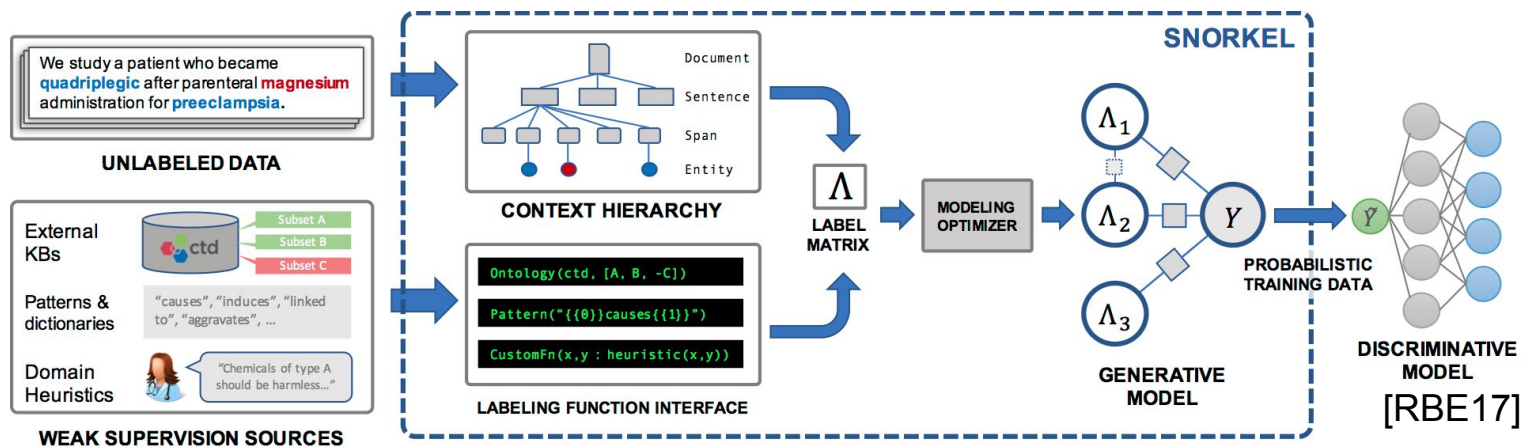 We study a patient who became
quadriplegic after parenteral magnesium
administration for preeclampsia.
UNLABELED DATA
External
KBs
ctd
Subset A
Subset B
Subset C
Patterns &
dictionaries
“causes”, “induces”, “linked
to”, “aggravates”, …
Domain
Heuristics
“Chemicals of type A
should be harmless…”
WEAK SUPERVISION SOURCES
SNORKEL
Document
Sentence
Span
Entity
CONTEXT HIERARCHY
Ontology(ctd, [A, B, -C])
Pattern("{{0}}causes{{1}}")
CustomFn(x,y : heuristic(x,y))
LABELING FUNCTION INTERFACE
Λ
LABEL
MATRIX
MODELING
OPTIMIZER
Λ1
Λ2
Λ3
Y
GENERATIVE
MODEL
PROBABILISTIC
TRAINING DATA
Ỹ
DISCRIMINATIVE
MODEL
[RBE17]